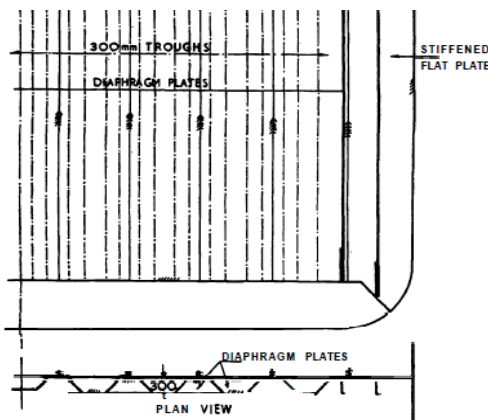 300mm TROUGHS
STIFFENED
FLAT PLATE
DIAPHRAGM PLATES
DIAPHRAGM PLATES
300
PLAN VIEW